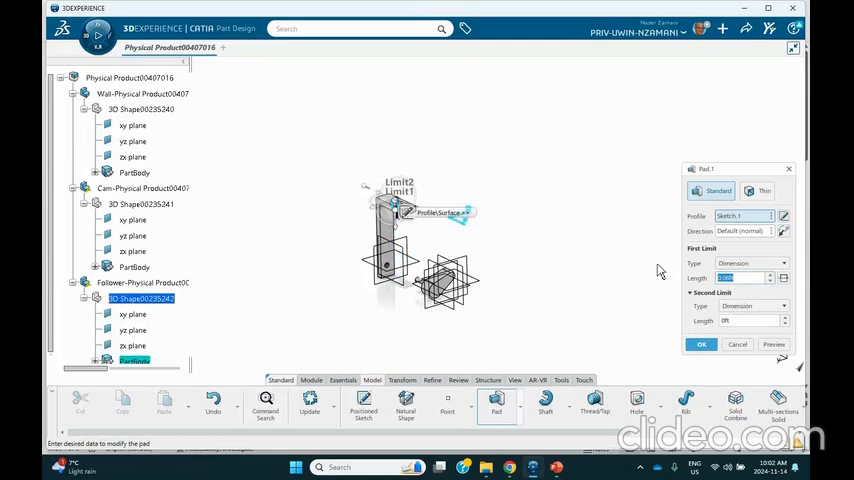 3DEXPERIENCE
3DEXPERIENCE | CATIA Part Design
Search
Nader Zamani
PRIV-UWIN-NZAMANI
3D
V.R
Physical Product00407016
Physical Product00407016
Wall-Physical Product00407
3D Shape00235240
xy plane
yz plane
zx plane
PartBody
Cam-Physical Product0040
3D Shape00235241
xy plane
yz plane
zx plane
PartBody
Follower-Physical Product0
3D Shape00235242
xy plane
yz plane
zx plane
PartBody
Limit2
Limit1
Profile\Surface >>
Pad.1
Standard
Thin
Profile
Sketch.1
Direction
Default (normal)
First Limit
Type
Dimension
Length
0.06ft
Second Limit
Type
Dimension
Length
0ft
OK
Cancel
Preview
Standard Module Essentials Model Transform Refine Review Structure View AR-VR Tools Touch
Cut
Copy
Paste
Undo
Command Search
Update
Positioned Sketch
Natural Shape
Point
Pad
Shaft
Thread/Tap
Hole
Rib
Solid Combine
Multi-sections Solid
Enter desired data to modify the pad
clideo.com
7°C
Light rain
Search
ENG
US
10:02 AM
2024-11-14